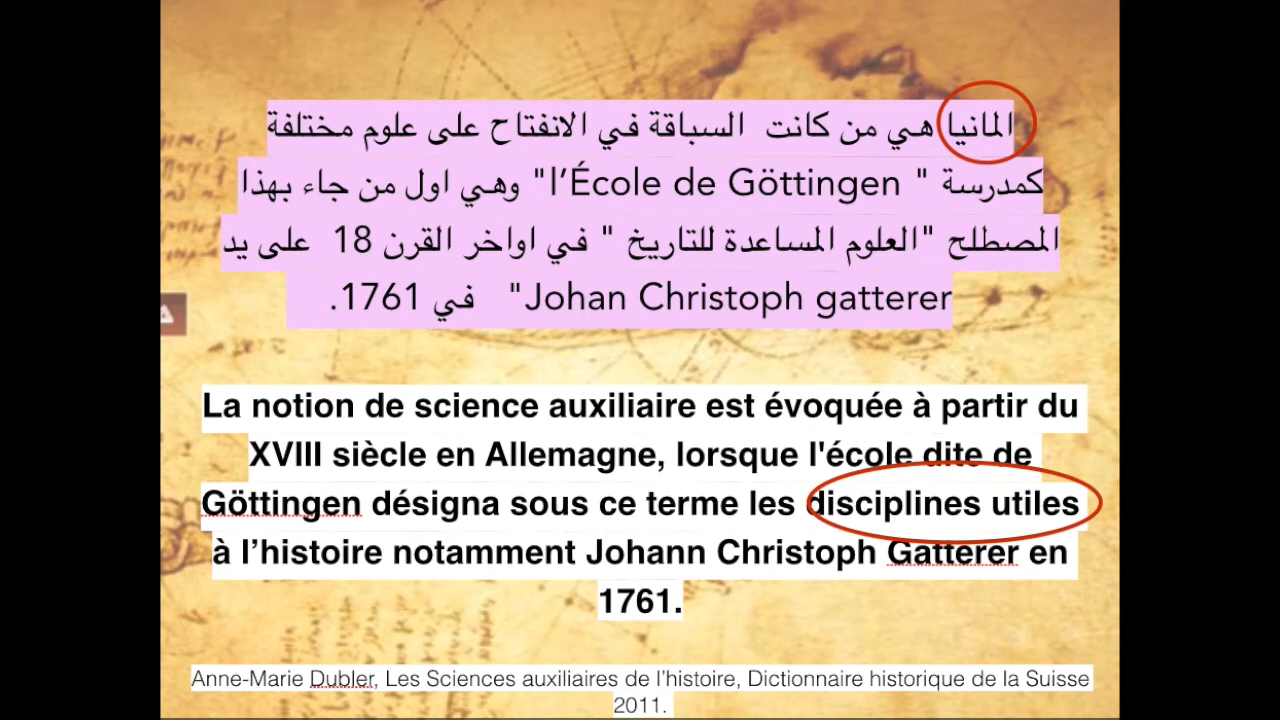 المانيا هي من كانت السباقة في الانفتاح على علوم مختلفة
كمدرسة " l’École de Göttingen" وهي اول من جاء بهذا
المصطلح "العلوم المساعدة للتاريخ " في اواخر القرن 18 على يد
Johan Christoph gatterer" في 1761.
La notion de science auxiliaire est évoquée à partir du
XVIII siècle en Allemagne, lorsque l'école dite de
Göttingen désigna sous ce terme les disciplines utiles
à l’histoire notamment Johann Christoph Gatterer en
1761.
Anne-Marie Dubler, Les Sciences auxiliaires de l’histoire, Dictionnaire historique de la Suisse
2011.